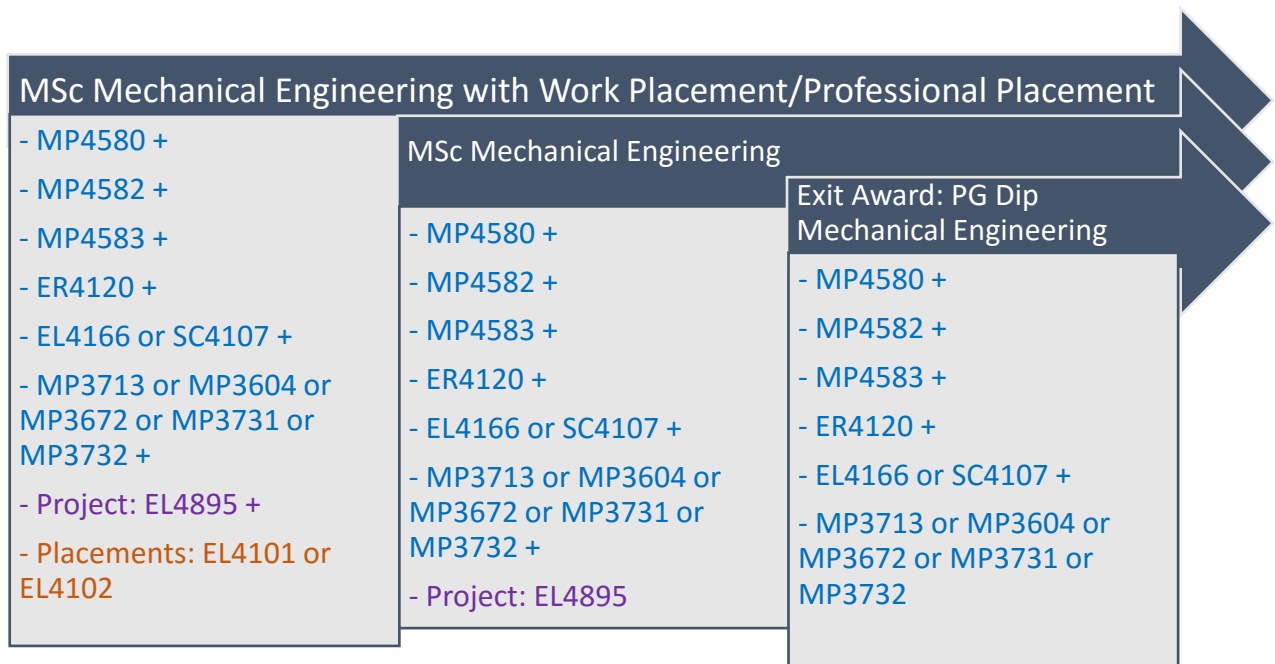 MSc Mechanical Engineering with Work Placement/Professional Placement
- MP4580 +
- MP4582 +
- MP4583 +
- ER4120 +
- EL4166 or SC4107 +
- MP3713 or MP3604 or
MP3672 or MP3731 or
MP3732 +
- Project: EL4895 +
- Placements: EL4101 or
EL4102
MSc Mechanical Engineering
- MP4580 +
- MP4582 +
- MP4583 +
- ER4120 +
- EL4166 or SC4107 +
- MP3713 or MP3604 or
MP3672 or MP3731 or
MP3732 +
- Project: EL4895
Exit Award: PG Dip
Mechanical Engineering
- MP4580 +
- MP4582 +
- MP4583 +
- ER4120 +
- EL4166 or SC4107 +
- MP3713 or MP3604 or
MP3672 or MP3731 or
MP3732